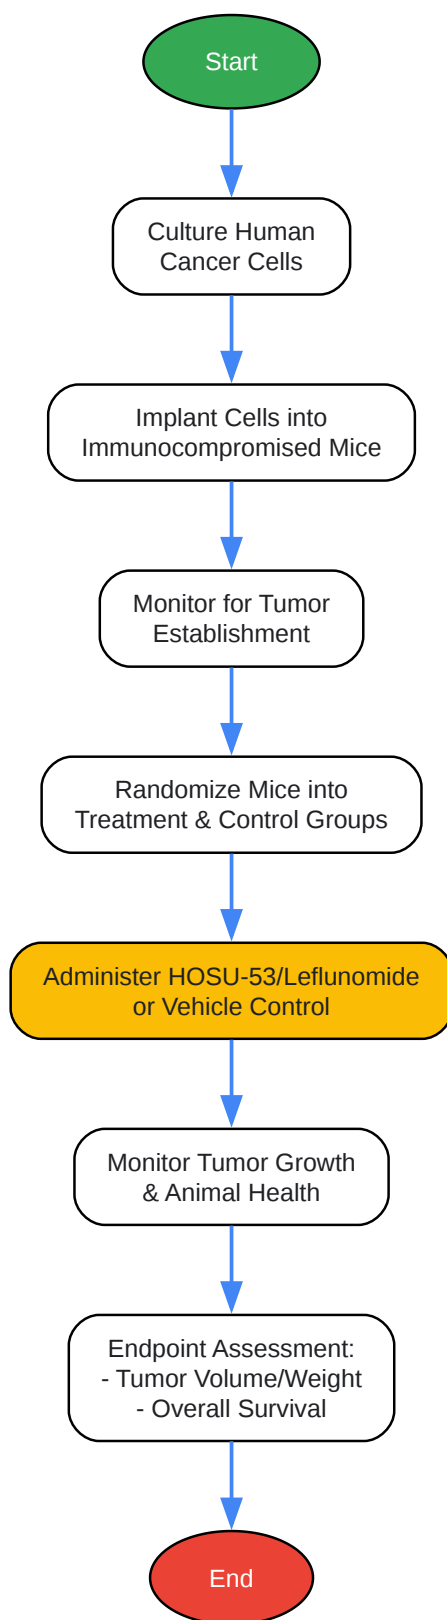 Start
Culture Human
Cancer Cells
Implant Cells into
Immunocompromised Mice
Monitor for Tumor
Establishment
Randomize Mice into
Treatment & Control Groups
Administer HOSU-53/Leflunomide
or Vehicle Control
Monitor Tumor Growth
& Animal Health
Endpoint Assessment:
- Tumor Volume/Weight
- Overall Survival
End